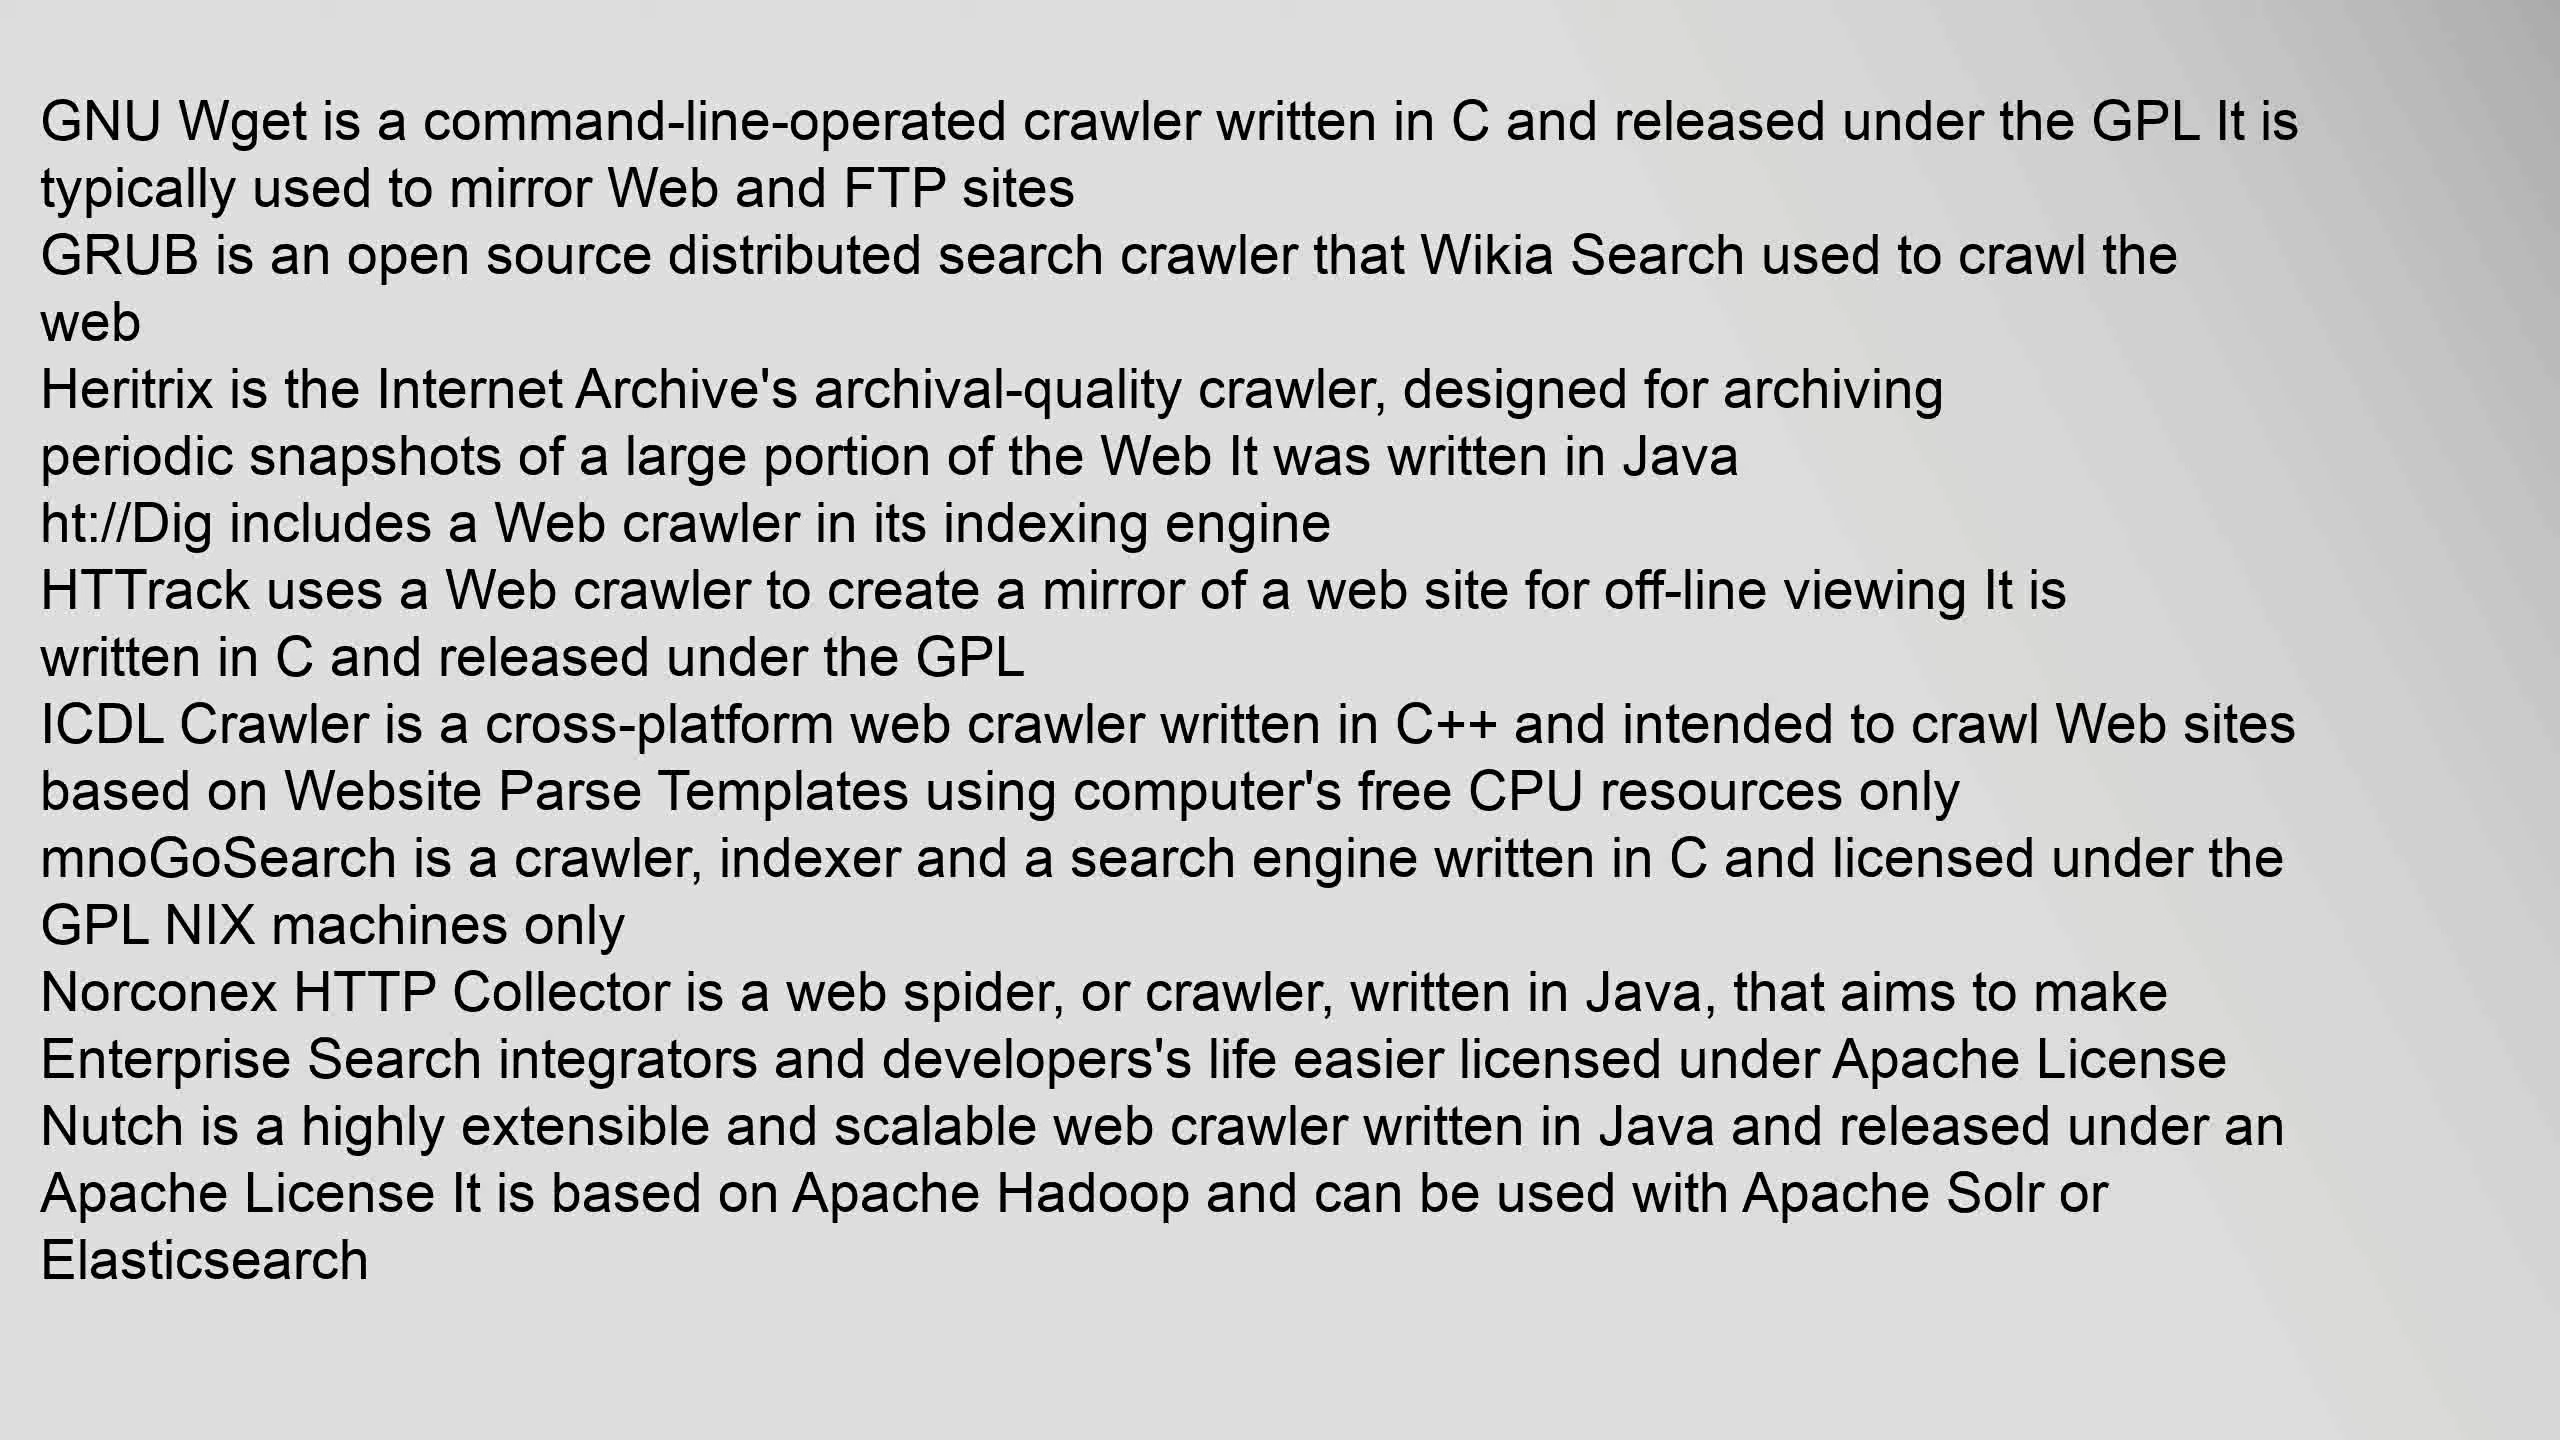 GNU Wget is a command-line-operated crawler written in C and released under the GPL It is
typically used to mirror Web and FTP sites
GRUB is an open source distributed search crawler that Wikia Search used to crawl the
web
Heritrix is the Internet Archive's archival-quality crawler, designed for archiving
periodic snapshots of a large portion of the Web It was written in Java
ht://Dig includes a Web crawler in its indexing engine
HTTrack uses a Web crawler to create a mirror of a web site for off-line viewing It is
written in C and released under the GPL
ICDL Crawler is a cross-platform web crawler written in C++ and intended to crawl Web sites
based on Website Parse Templates using computer's free CPU resources only
mnoGoSearch is a crawler, indexer and a search engine written in C and licensed under the
GPL NIX machines only
Norconex HTTP Collector is a web spider, or crawler, written in Java, that aims to make
Enterprise Search integrators and developers's life easier licensed under Apache License
Nutch is a highly extensible and scalable web crawler written in Java and released under an
Apache License It is based on Apache Hadoop and can be used with Apache Solr or
Elasticsearch